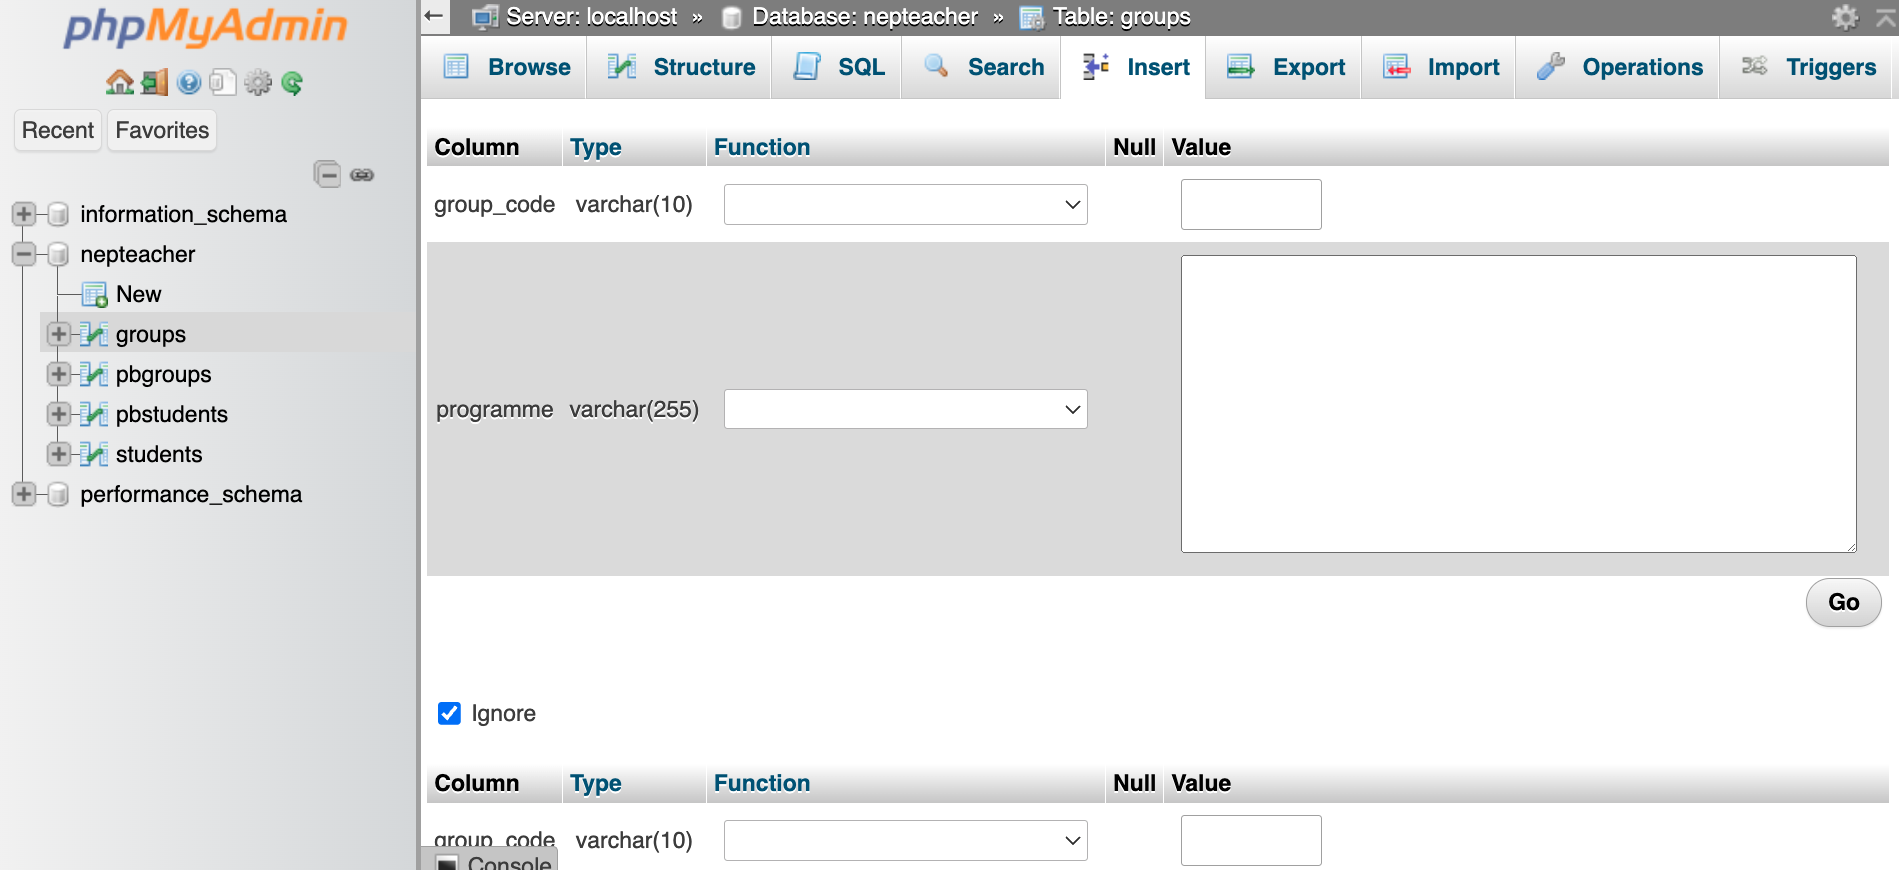 phpMyAdmin
Recent Favorites
information_schema
nepteacher
New
groups
pbgroups
pbstudents
students
performance_schema
Server: localhost » Database: nepteacher » Table: groups
Browse Structure SQL Search Insert Export Import Operations Triggers
Column Type Function Null Value
group_code varchar(10)
programme varchar(255)
Go
Ignore
Column Type Function Null Value
group_code varchar(10)
Console